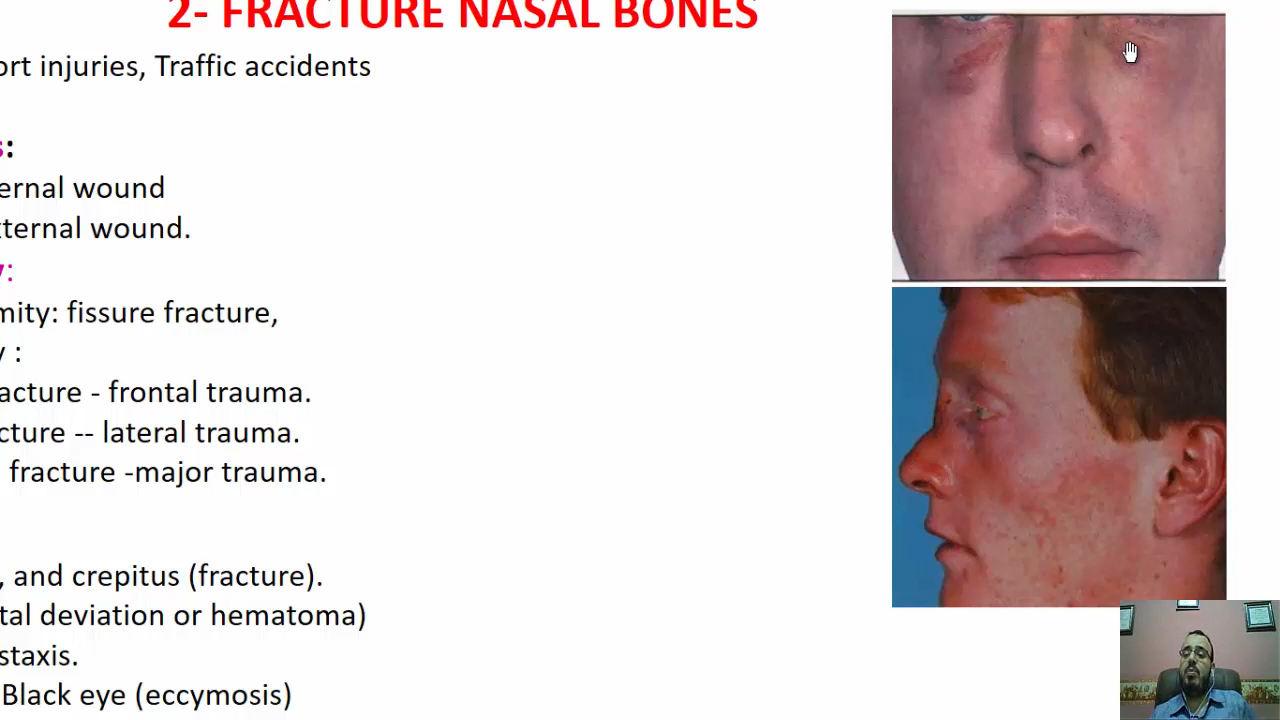 2- FRACTURE NASAL BONES
ort injuries, Traffic accidents
s:
ernal wound
xternal wound.
y:
mity: fissure fracture,
y :
acture - frontal trauma.
cture -- lateral trauma.
fracture -major trauma.
, and crepitus (fracture).
tal deviation or hematoma)
staxis.
Black eye (eccymosis)